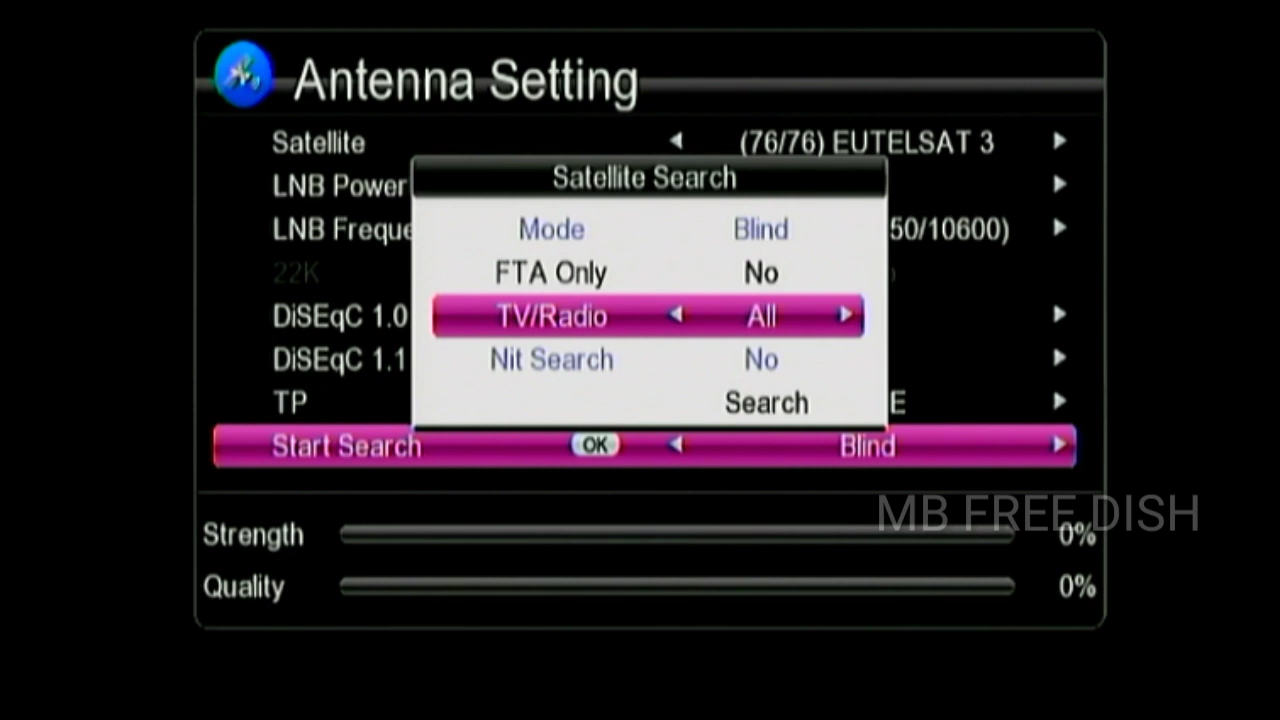 Antenna Setting
Satellite (76/76) EUTELSAT 3
LNB Power
Satellite Search
LNB Freque 50/10600)
Mode Blind
22K
FTA Only No
DiSEqC 1.0
TV/Radio All
DiSEqC 1.1
Nit Search No
TP E
Search
Start Search OK Blind
MB FREE DISH
Strength 0%
Quality 0%